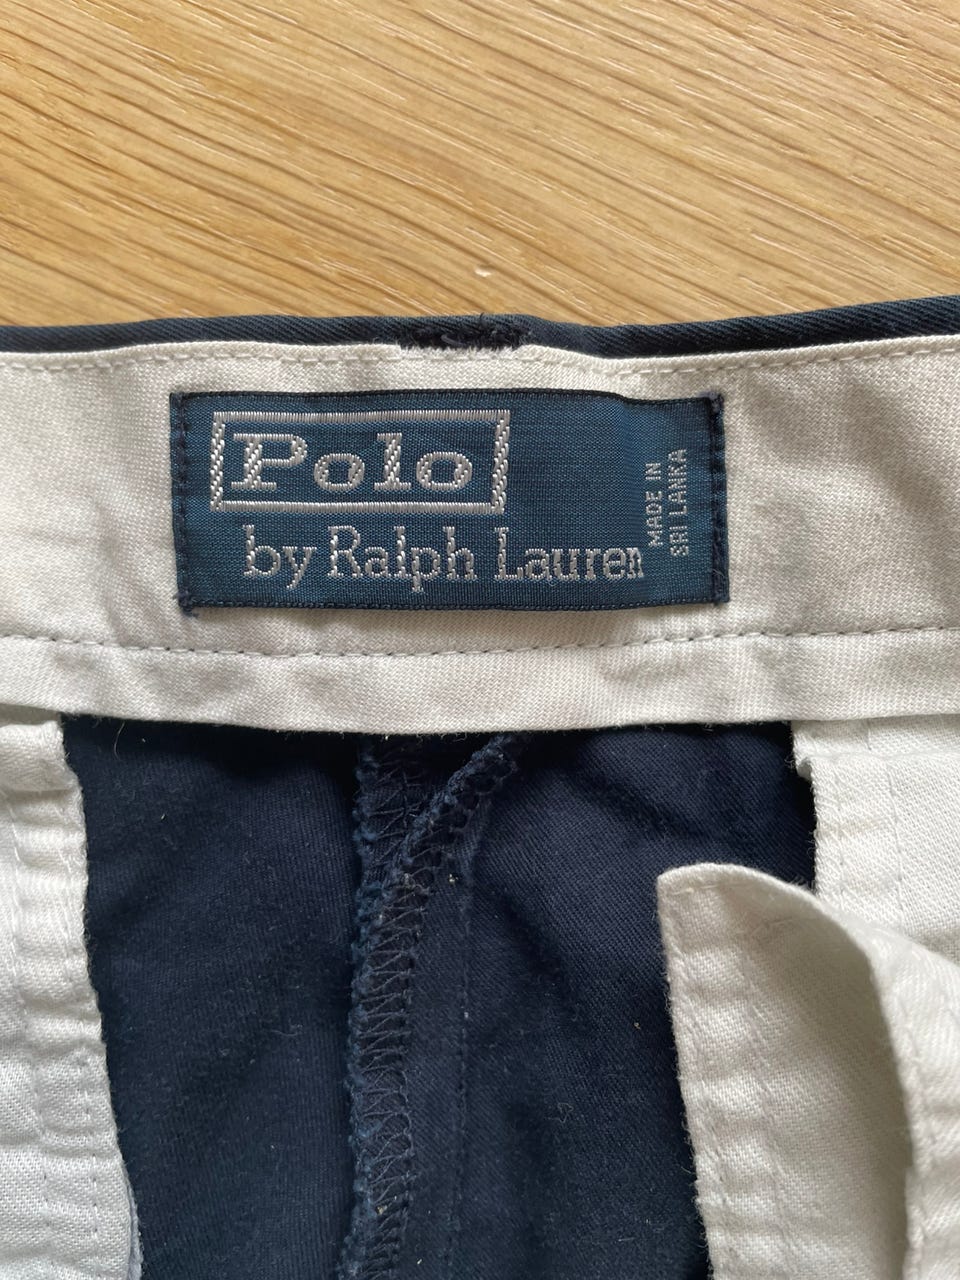 Polo
by Ralph Lauren
MADE IN
SRI LANKA